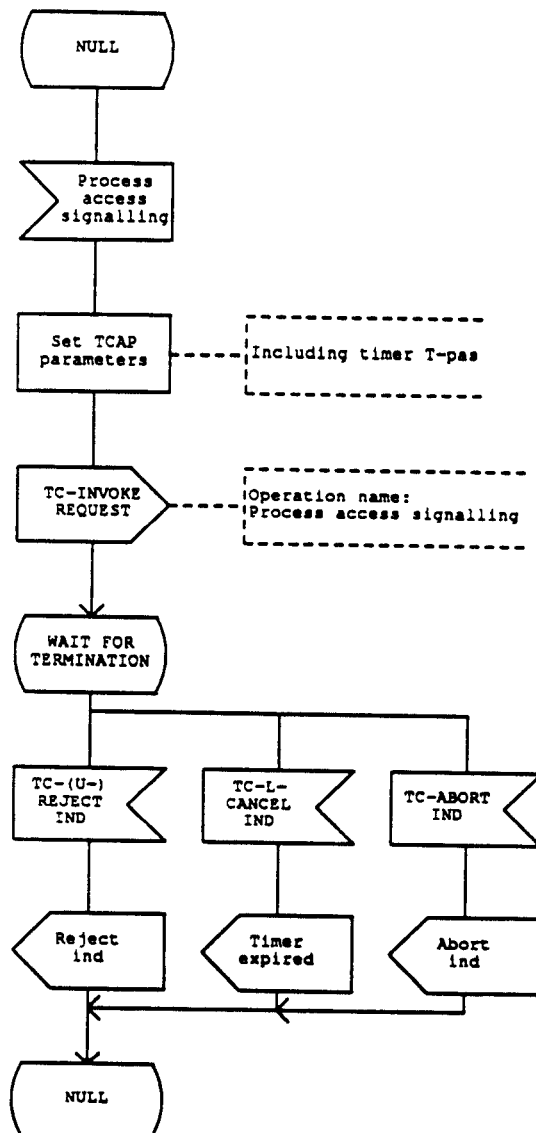 NULL
Process
access
signalling
Set TCAP
parameters
Including timer T-pas
TC-INVOKE
REQUEST
Operation name:
Process access signalling
WAIT FOR
TERMINATION
TC-(U-)
REJECT
IND
TC-L-
CANCEL
IND
TC-ABORT
IND
Reject
ind
Timer
expired
Abort
ind
NULL